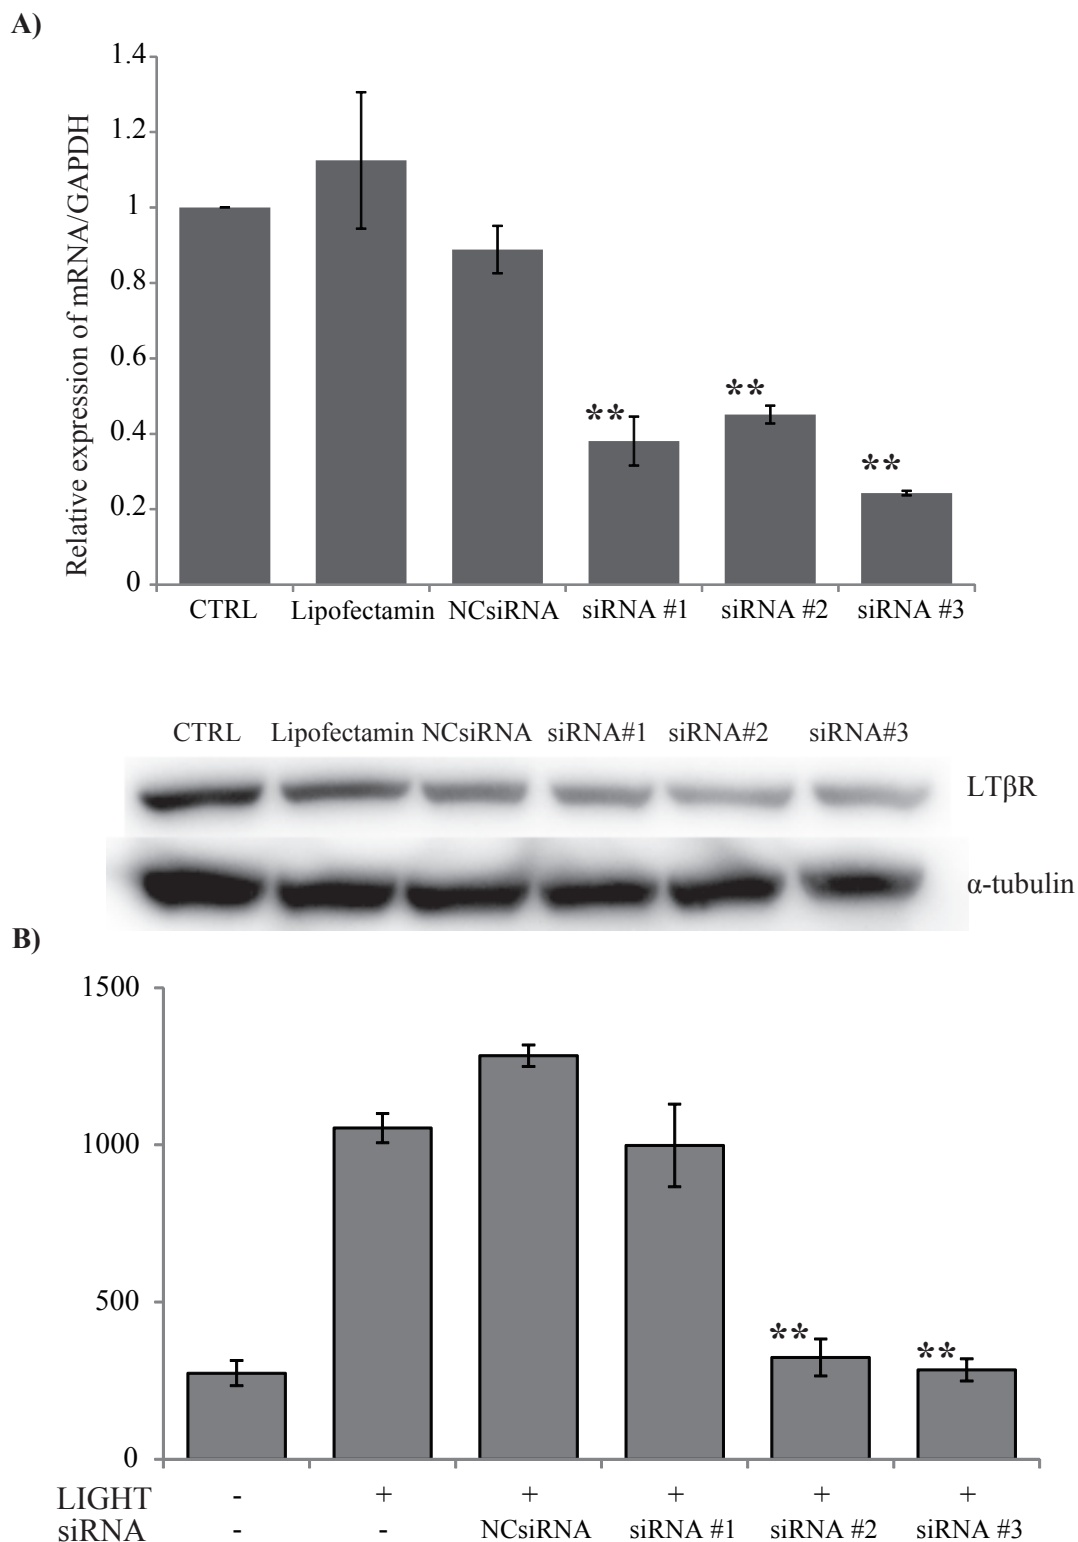 A)
Relative expression of mRNA/GAPDH
1.4
1.2
1
0.8
0.6
0.4
0.2
0
** ** **
CTRL Lipofectamin NCsiRNA siRNA #1 siRNA #2 siRNA #3
CTRL Lipofectamin NCsiRNA siRNA#1 siRNA#2 siRNA#3
LTβR
α-tubulin
B)
1500
1000
500
0
** **
LIGHT - + + + + +
siRNA - - NCsiRNA siRNA #1 siRNA #2 siRNA #3